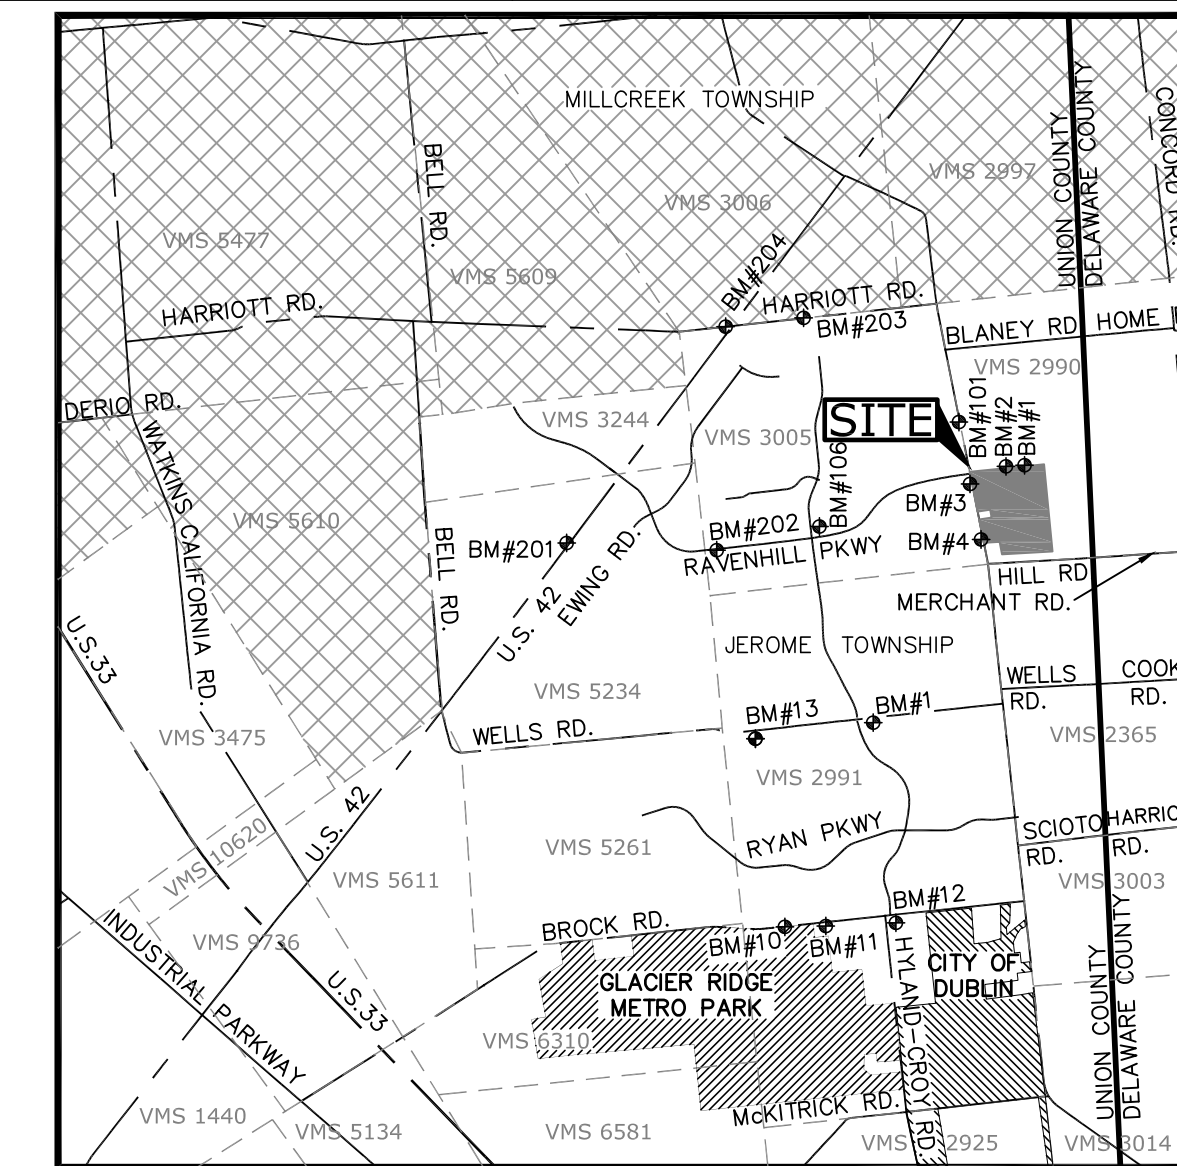 MILLCREEK TOWNSHIP
UNION COUNTY
DELAWARE COUNTY
CONCORD RD.
BELL RD.
VMS 2997
VMS 3006
VMS 5477
VMS 5609
BM#204
HARRIOTT RD.
HARRIOTT RD.
BM#203
BLANEY RD
HOME
VMS 2990
DERIO RD.
VMS 3244
VMS 3005
SITE
BM#101
BM#2
BM#1
WATKINS CALIFORNIA RD.
VMS 5610
BM#106
BM#3
BELL RD.
BM#201
BM#202
RAVENHILL PKWY
BM#4
EWING RD.
U.S. 42
HILL RD
MERCHANT RD.
U.S.33
JEROME TOWNSHIP
WELLS RD.
COOK RD.
VMS 5234
BM#13
BM#1
WELLS RD.
VMS 3475
VMS 2365
VMS 2991
U.S. 42
VMS 10620
RYAN PKWY
SCIOTO RD.
RD.
VMS 5261
VMS 5611
VMS 3003
BM#12
INDUSTRIAL PARKWAY
BROCK RD.
VMS 9736
BM#10
BM#11
HYLAND-CROY RD.
CITY OF
DUBLIN
GLACIER RIDGE
METRO PARK
U.S.33
UNION COUNTY
DELAWARE COUNTY
VMS 6310
McKITRICK RD.
VMS 1440
VMS 5134
VMS 6581
VMS 2925
VMS 3014